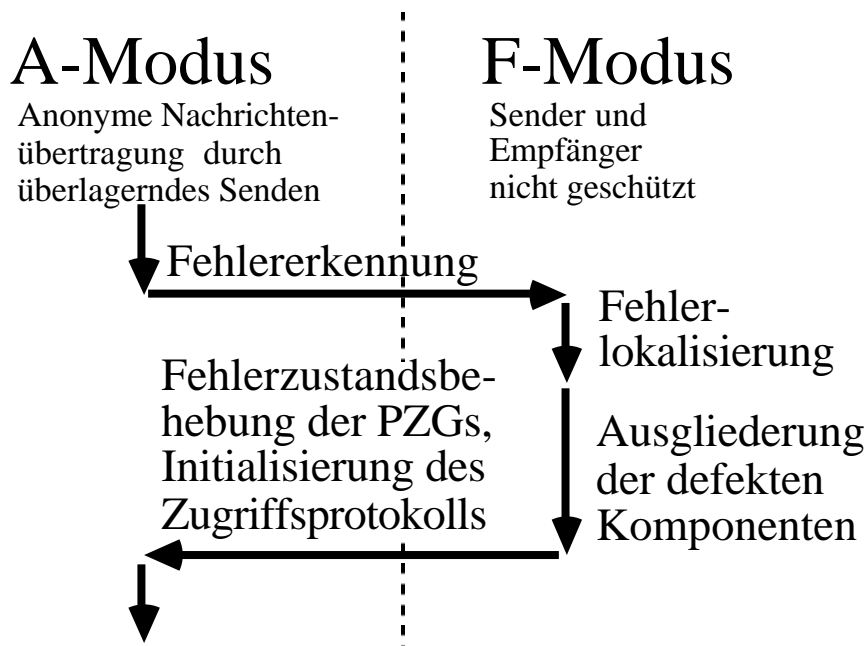 A-Modus
Anonyme Nachrichten-
übertragung durch
überlagerndes Senden
F-Modus
Sender und
Empfänger
nicht geschützt
Fehlererkennung
Fehler-
lokalisierung
Fehlerzustandsbe-
hebung der PZGs,
Initialisierung des
Zugriffsprotokolls
Ausgliederung
der defekten
Komponenten